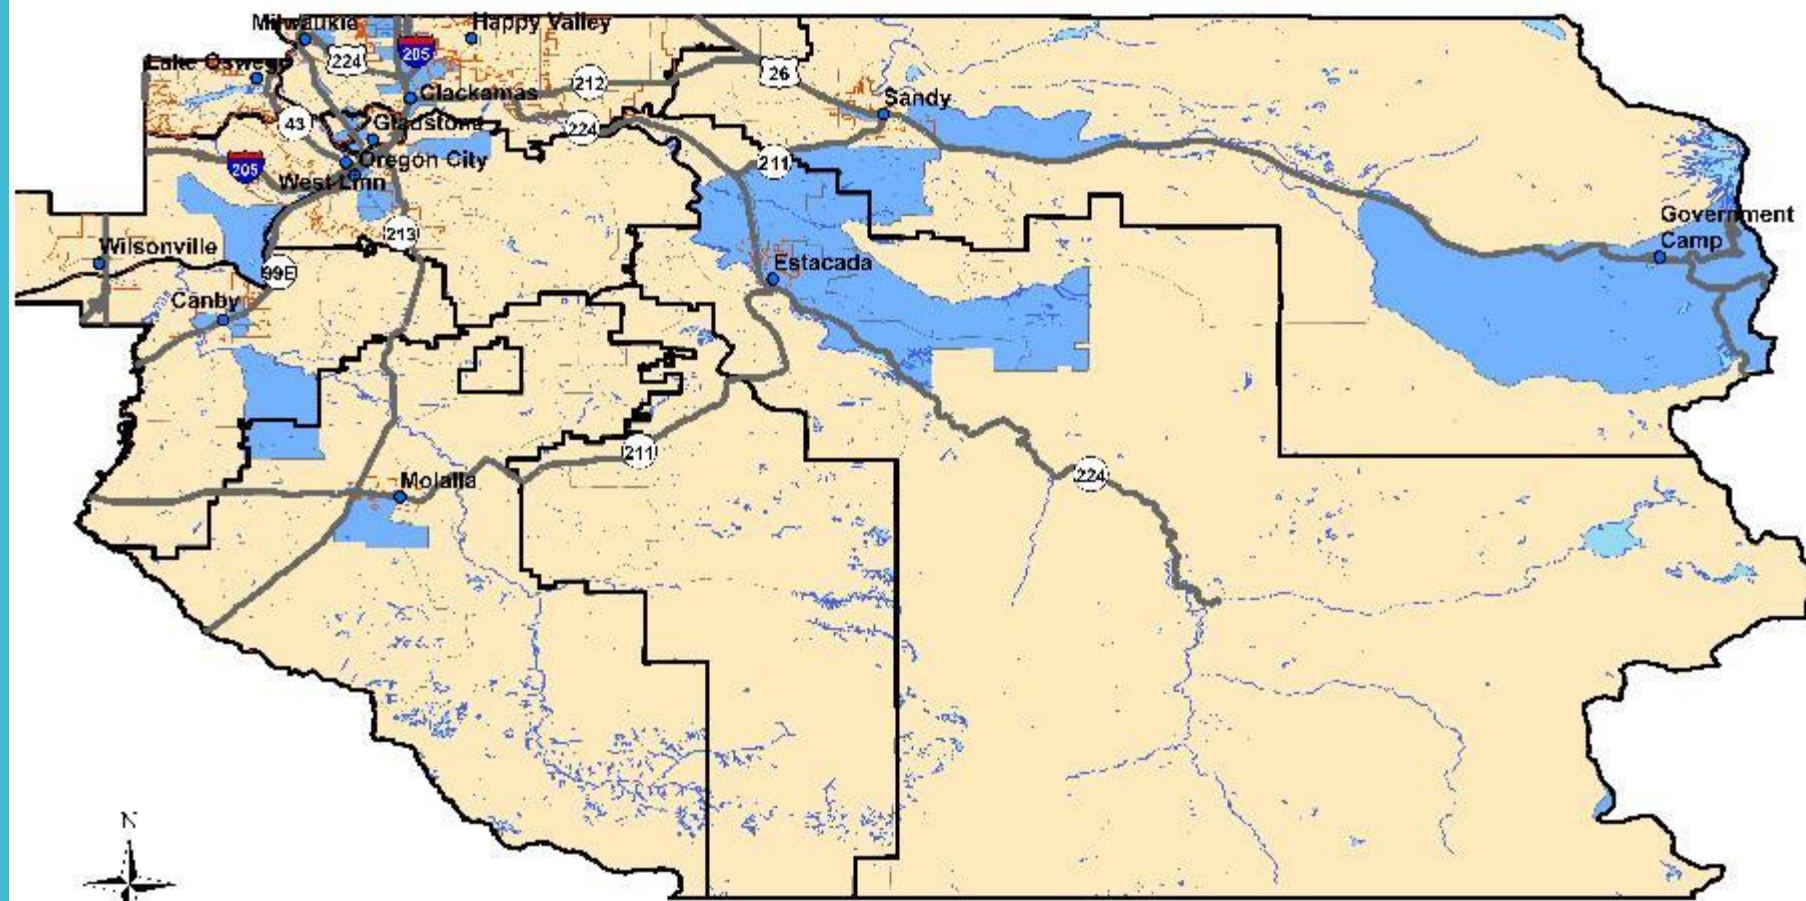 Milwaukie
Happy Valley
205
224
Lake Oswego
26
212
Clackamas
Sandy
43
Gladstone
224
Oregon City
211
205
West Linn
Government
Camp
213
Wilsonville
99E
Estacada
Canby
211
224
Molalla
N